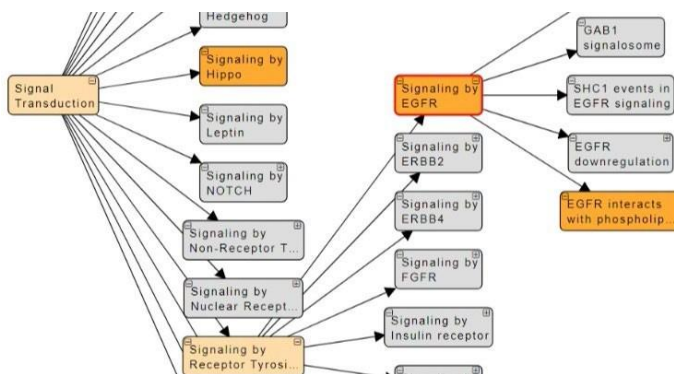 Hedgehog
Signaling by
Hippo
Signal
Transduction
Signaling by
Leptin
Signaling by
NOTCH
Signaling by
Non-Receptor T...
Signaling by
Nuclear Recept...
Signaling by
Receptor Tyrosi...
Signaling by
EGFR
Signaling by
ERBB2
Signaling by
ERBB4
Signaling by
FGFR
Signaling by
Insulin receptor
GAB1
signalosome
SHC1 events in
EGFR signaling
EGFR
downregulation
EGFR interacts
with phospholip...